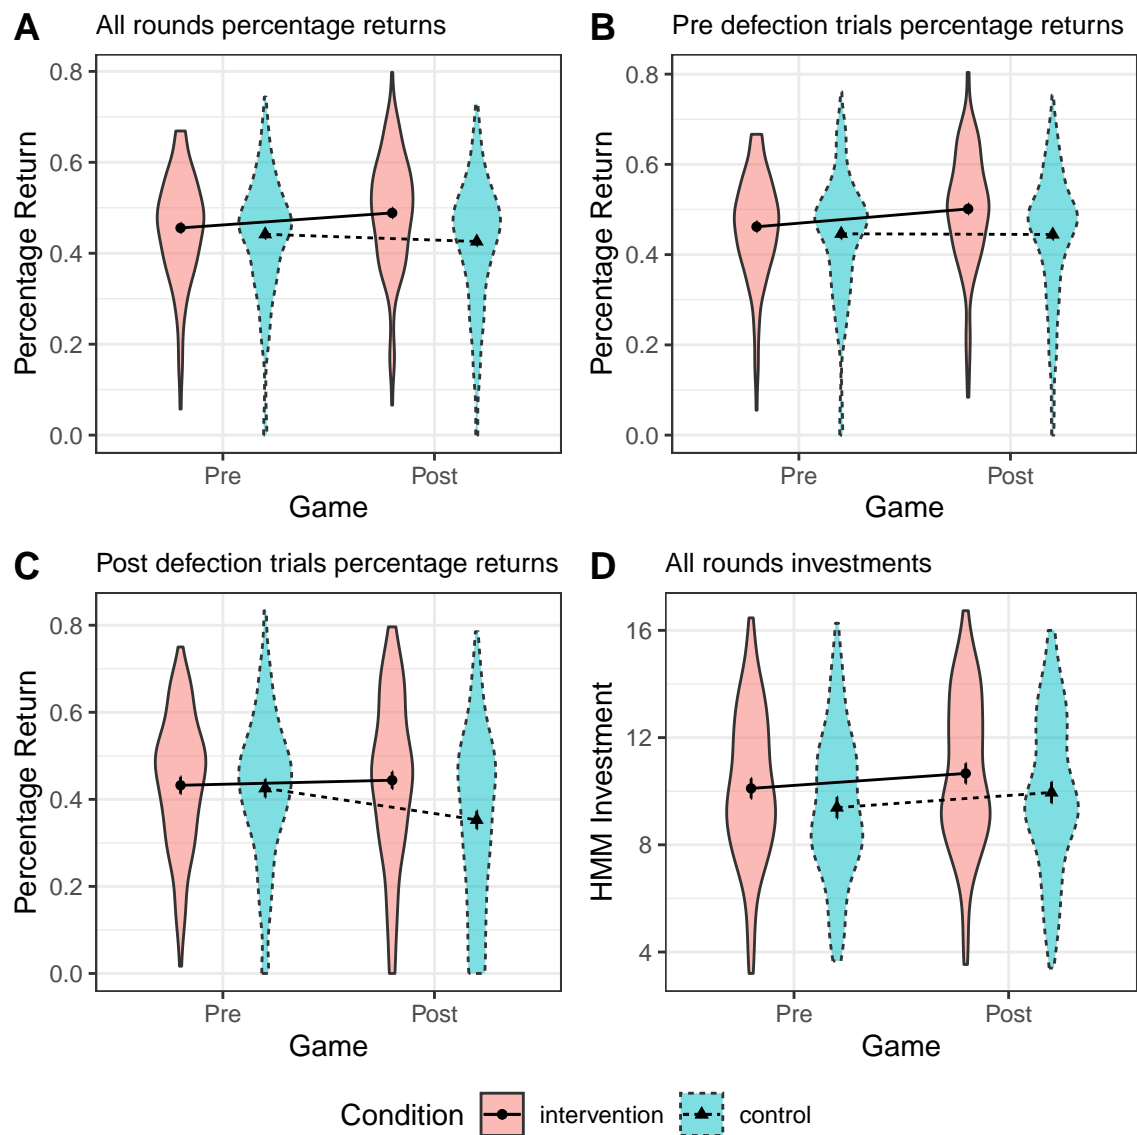 A All rounds percentage returns
Percentage Return
0.8
0.6
0.4
0.2
0.0
Pre Post
Game
B Pre defection trials percentage returns
Percentage Return
0.8
0.6
0.4
0.2
0.0
Pre Post
Game
C Post defection trials percentage returns
Percentage Return
0.8
0.6
0.4
0.2
0.0
Pre Post
Game
D All rounds investments
HMM Investment
16
12
8
4
Pre Post
Game
Condition intervention control